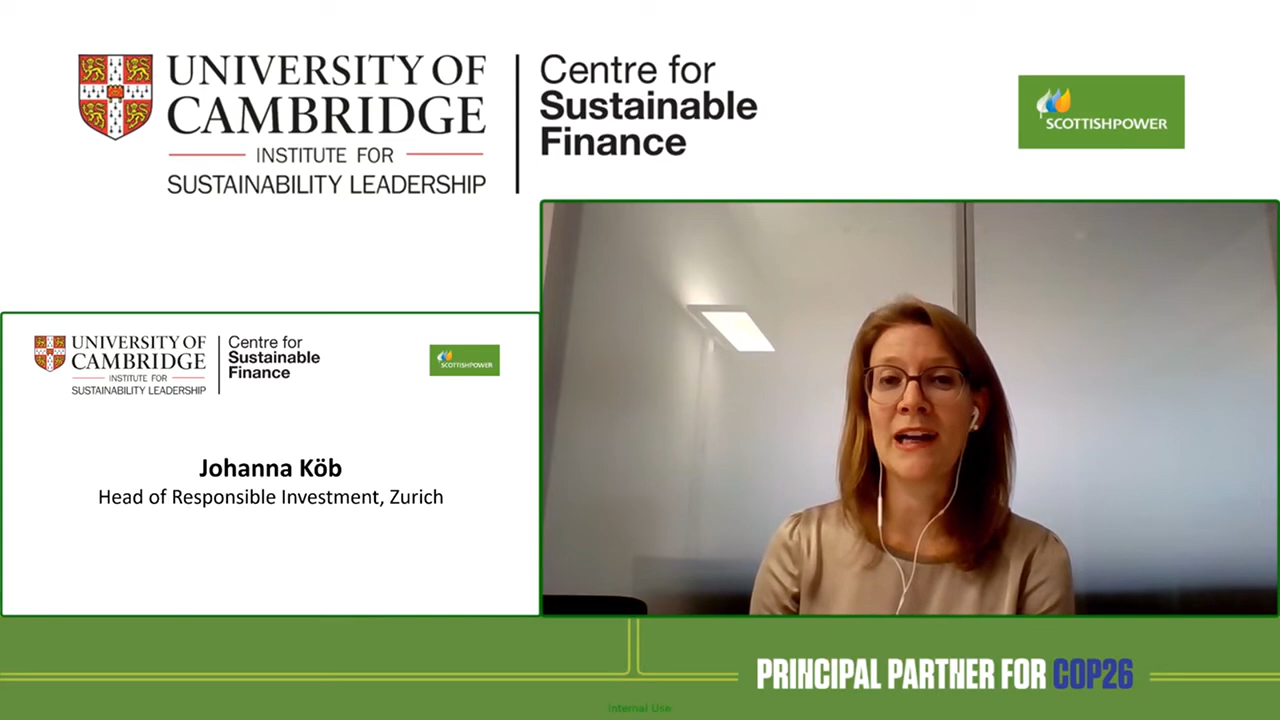 UNIVERSITY OF
CAMBRIDGE
INSTITUTE FOR
SUSTAINABILITY LEADERSHIP
Centre for
Sustainable
Finance
SCOTTISHPOWER
UNIVERSITY OF
CAMBRIDGE
INSTITUTE FOR
SUSTAINABILITY LEADERSHIP
Centre for
Sustainable
Finance
SCOTTISHPOWER
Johanna Köb
Head of Responsible Investment, Zurich
PRINCIPAL PARTNER FOR COP26
Internal Use